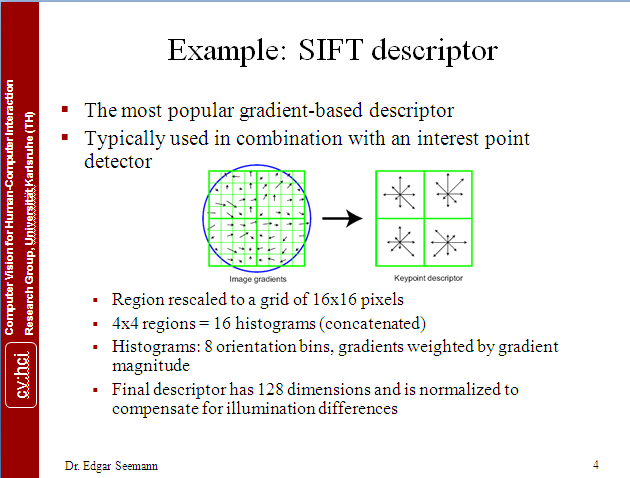 Example: SIFT descriptor
The most popular gradient-based descriptor
Typically used in combination with an interest point
detector
Image gradients
Keypoint descriptor
Region rescaled to a grid of 16x16 pixels
4x4 regions = 16 histograms (concatenated)
Histograms: 8 orientation bins, gradients weighted by gradient
magnitude
Final descriptor has 128 dimensions and is normalized to
compensate for illumination differences
Computer Vision for Human-Computer Interaction
Research Group, Universität Karlsruhe (TH)
cv:hci
Dr. Edgar Seemann
4